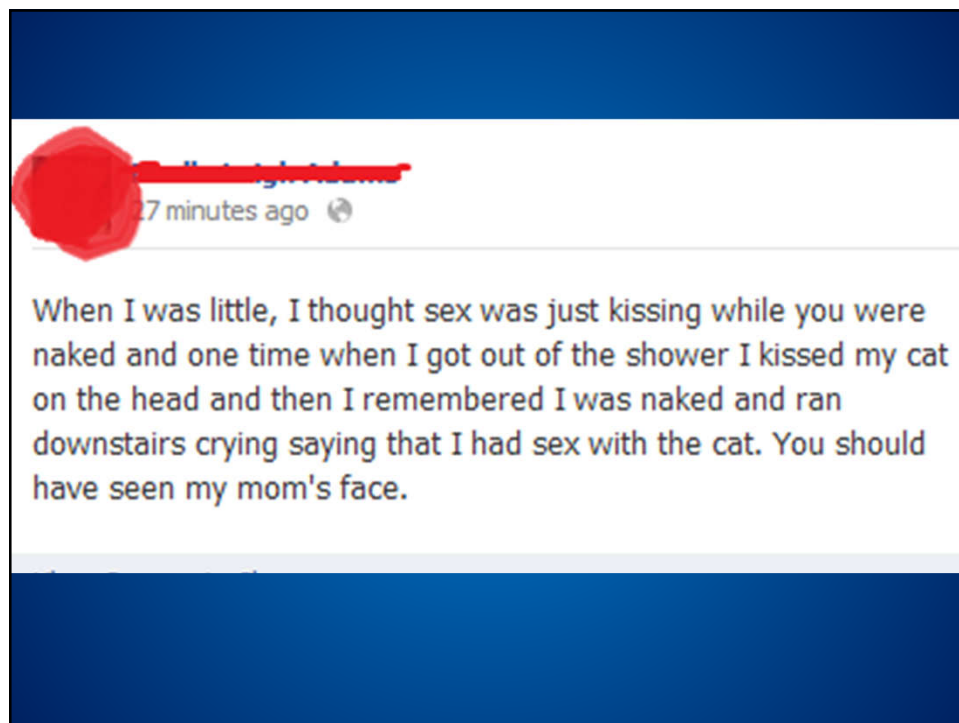 27 minutes ago
When I was little, I thought sex was just kissing while you were
naked and one time when I got out of the shower I kissed my cat
on the head and then I remembered I was naked and ran
downstairs crying saying that I had sex with the cat. You should
have seen my mom's face.